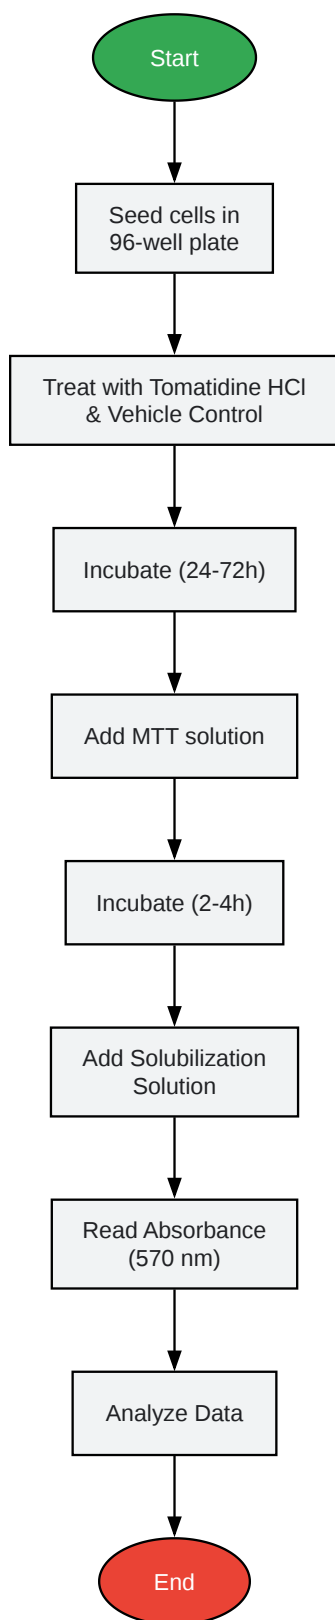 Start
Seed cells in
96-well plate
Treat with Tomatidine HCl
& Vehicle Control
Incubate (24-72h)
Add MTT solution
Incubate (2-4h)
Add Solubilization
Solution
Read Absorbance
(570 nm)
Analyze Data
End